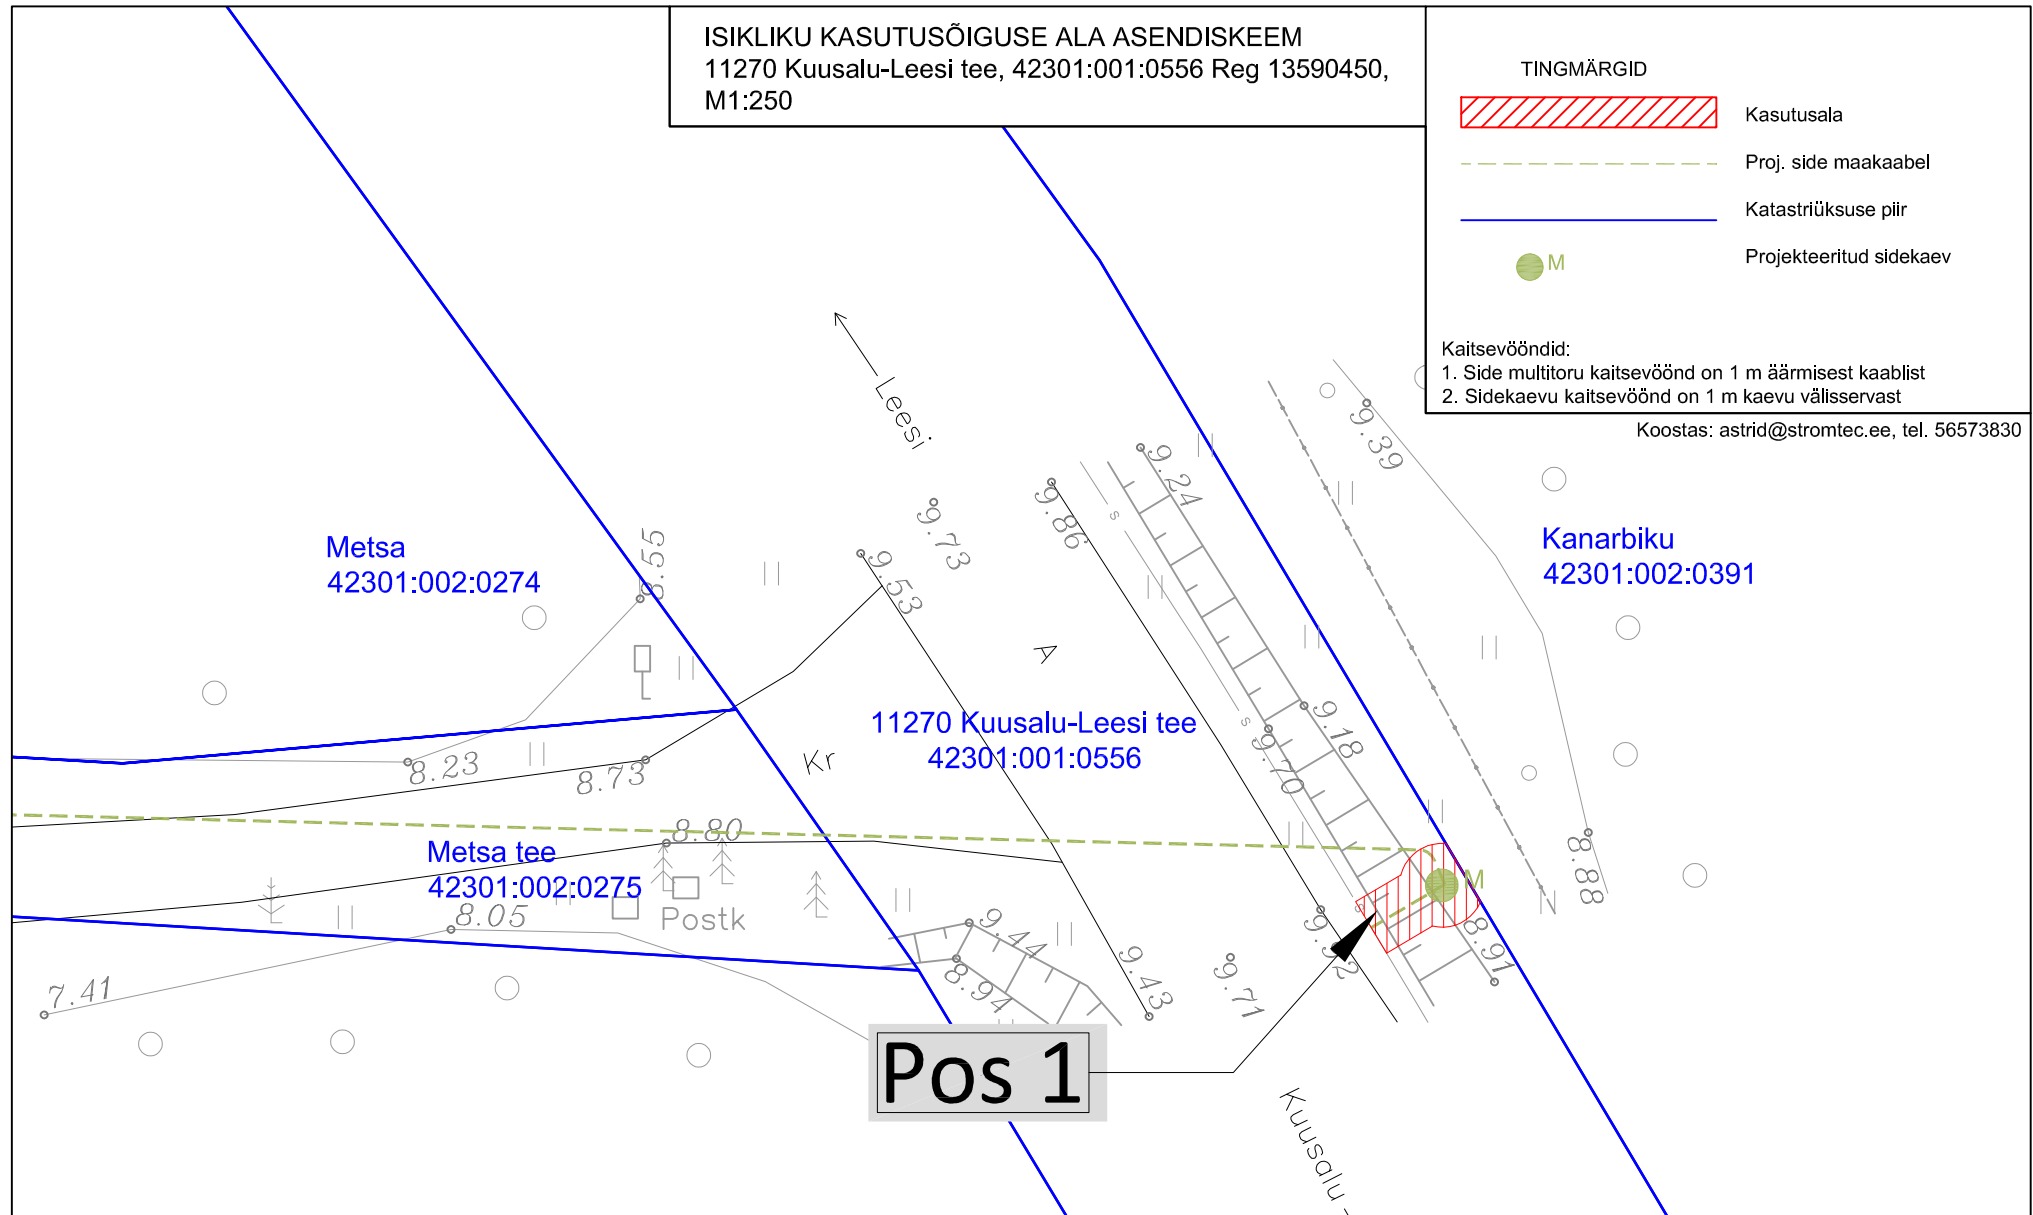 ISIKLIKU KASUTUSÕIGUSE ALA ASENDISKEEM
11270 Kuusalu-Leesi tee, 42301:001:0556 Reg 13590450,
M1:250
TINGMÄRGID
Kasutusala
Proj. side maakaabel
Katastriüksuse piir
M
Projekteeritud sidekaev
Kaitsevööndid:
1. Side multitoru kaitsevöönd on 1 m äärmisest kaablist
2. Sidekaevu kaitsevöönd on 1 m kaevu välisservast
Koostas: astrid@stromtec.ee, tel. 56573830
Leesi
9.39
9.24
9.86
9.73
s
Metsa
42301:002:0274
8.55
9.53
Kanarbiku
42301:002:0391
A
11270 Kuusalu-Leesi tee
42301:001:0556
s
9.18
9.70
Kr
8.23
8.73
8.80
Metsa tee
42301:002:0275
8.88
M
s
8.05
Postk
9.44
9.92
8.91
9.43
9.71
8.94
7.41
Pos 1
Kuusalu -